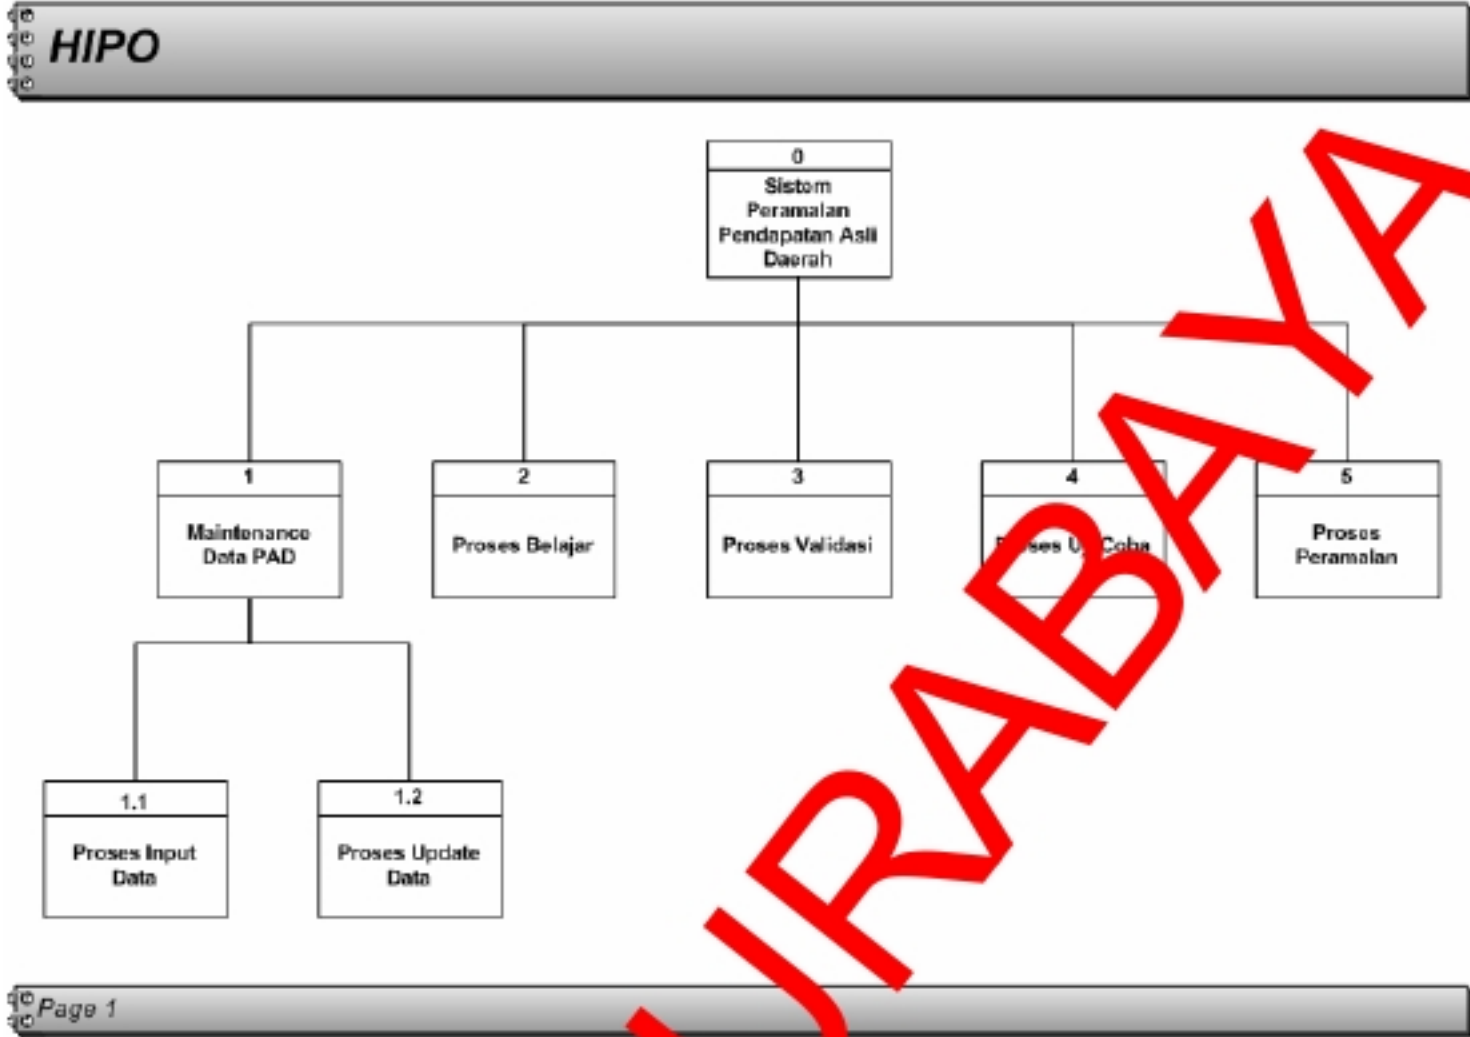 HIPO
0
Sistem
Peramalan
Pendapatan Asli
Daerah
1
Maintenance
Data PAD
2
Proses Belajar
3
Proses Validasi
4
Coba
5
Proses
Peramalan
1.1
Proses Input
Data
1.2
Proses Update
Data
URABAYA
Page 1